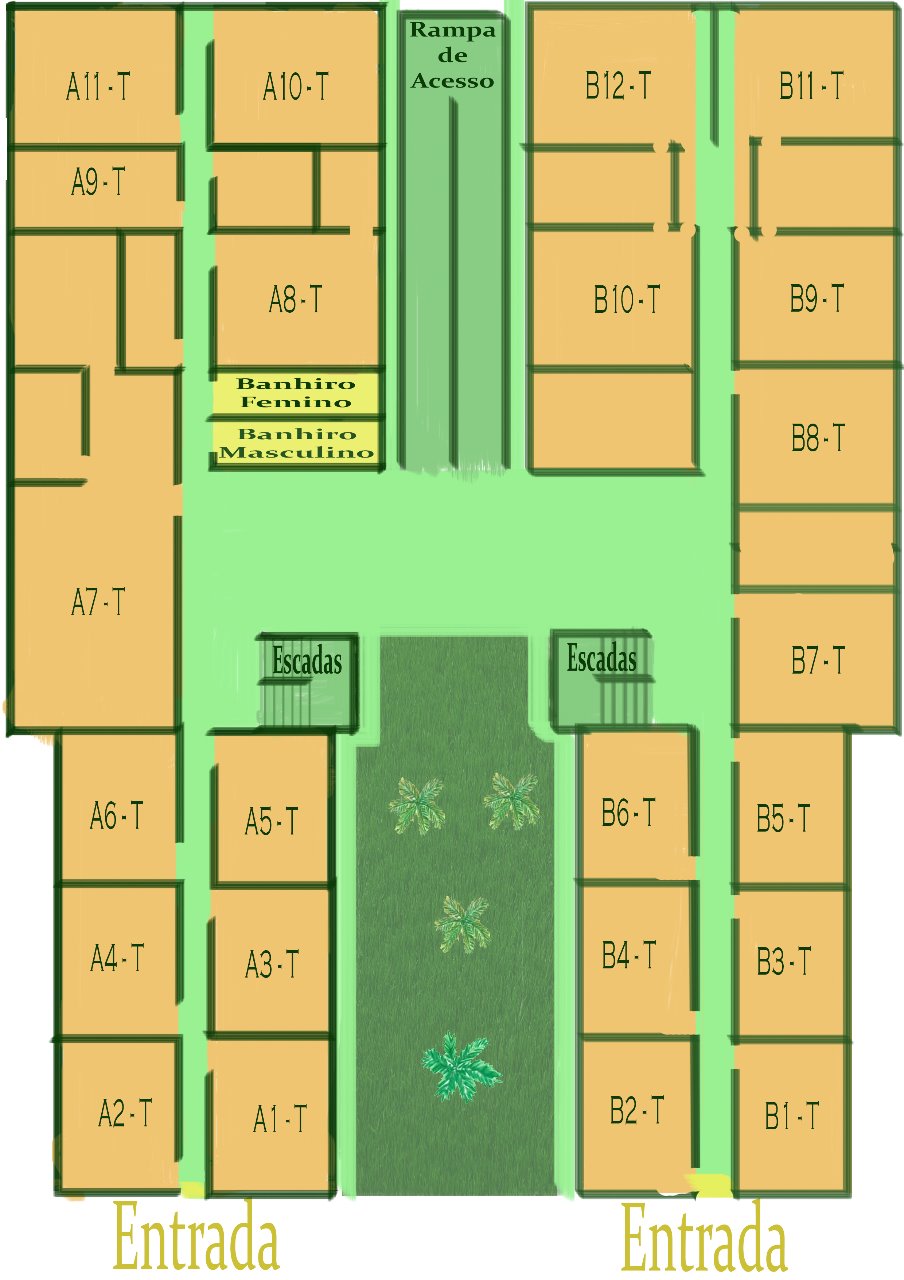 Rampa
de
Acesso
A11 - T
A10 - T
B12 - T
B11 - T
A9 - T
A8 - T
B10 - T
B9 - T
Banhiro
Femino
Banhiro
Masculino
B8 - T
A7 - T
Escadas
Escadas
B7 - T
A6 - T
A5 - T
B6 - T
B5 - T
A4 - T
A3 - T
B4 - T
B3 - T
A2 - T
A1 - T
B2 - T
B1 - T
Entrada
Entrada